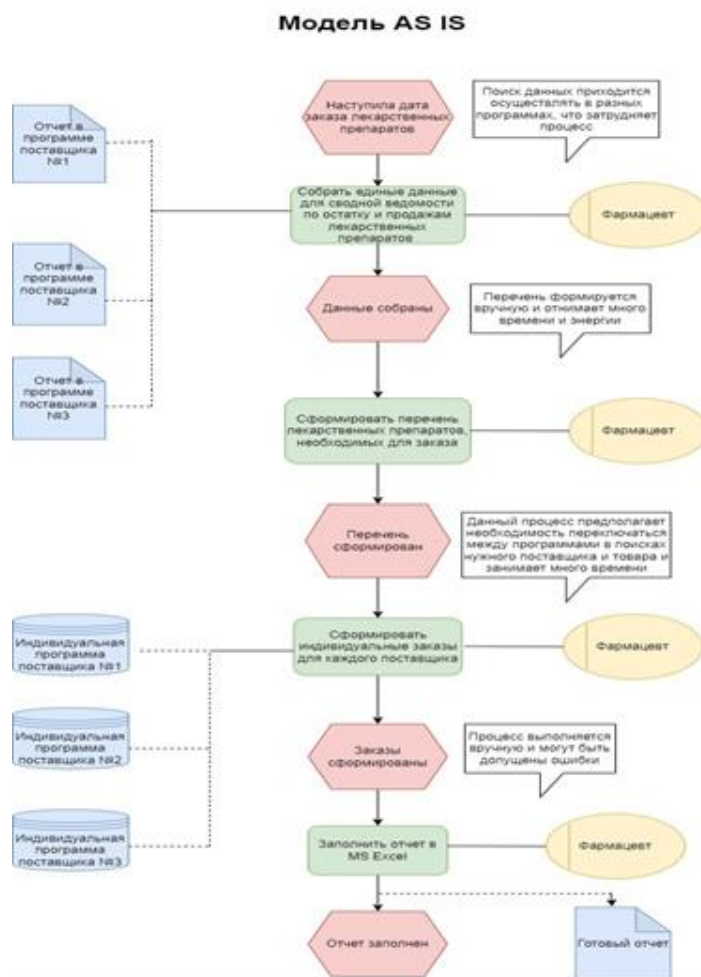 Модель AS IS
Наступила дата
заказа лекарственных
препаратов
Поиск данных приходится
осуществлять в разных
программах, что затрудняет
процесс
Отчет в
программе
поставщика
№1
Собрать единые данные
для сводной ведомости
по остатку и продажам
лекарственных
препаратов
Фармацевт
Отчет в
программе
поставщика
№2
Данные собраны
Перечень формируется
вручную и отнимает много
времени и энергии
Отчет в
программе
поставщика
№3
Сформировать перечень
лекарственных препаратов,
необходимых для заказа
Фармацевт
Перечень
сформирован
Данный процесс предполагает
необходимость переключаться
между программами в поисках
нужного поставщика и товара и
занимает много времени
Индивидуальная
программа
поставщика №1
Сформировать
индивидуальные заказы
для каждого поставщика
Фармацевт
Индивидуальная
программа
поставщика №2
Заказы
сформированы
Процесс выполняется
вручную и могут быть
допущены ошибки
Индивидуальная
программа
поставщика №3
Заполнить отчет в
MS Excel
Фармацевт
Отчет заполнен
Готовый отчет